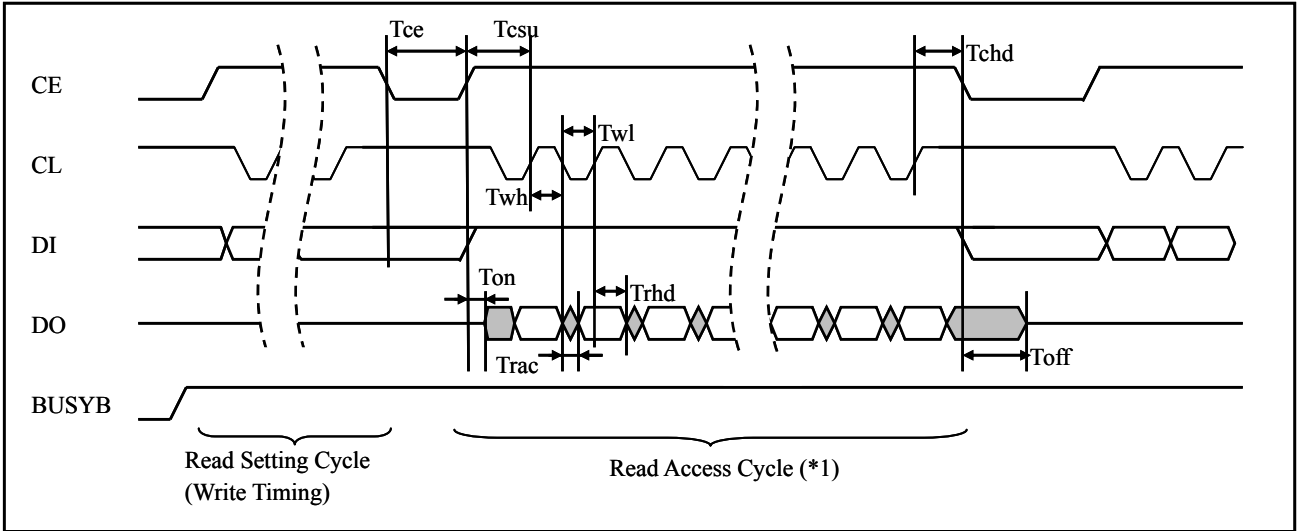 Tce
Tcsu
Tchd
CE
Twl
CL
Twh
DI
Ton
Trhd
DO
Trac
Toff
BUSYB
Read Setting Cycle
(Write Timing)
Read Access Cycle (*1)